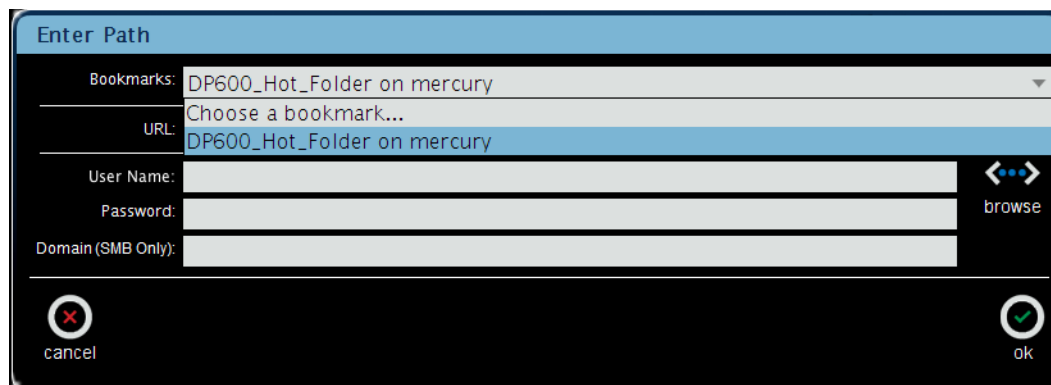 Enter Path
Bookmarks: DP600_Hot_Folder on mercury
Choose a bookmark...
URL:
DP600_Hot_Folder on mercury
User Name:
Password:
browse
Domain (SMB Only):
cancel
ok